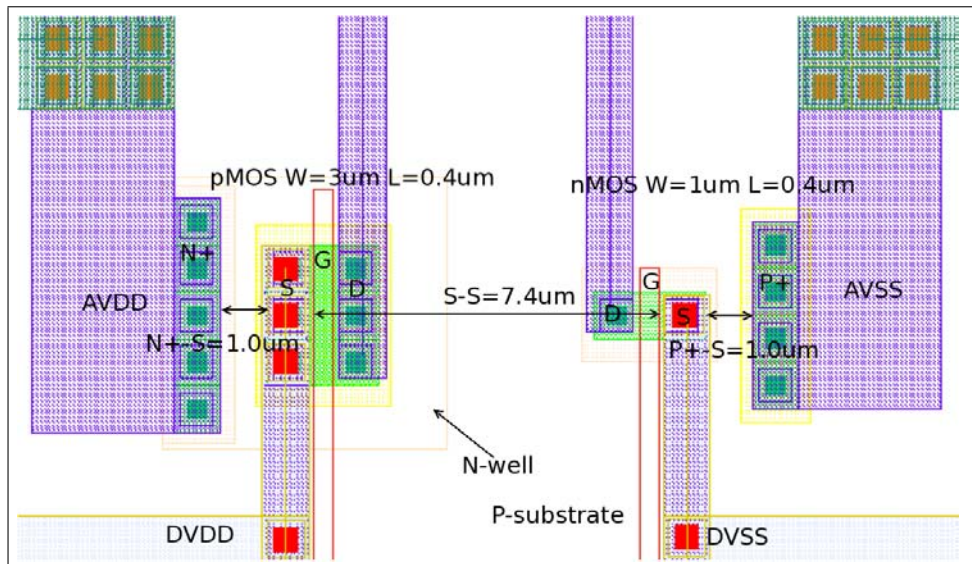 pMOS W=3um L=0.4um
nMOS W=1um L=0.4um
N+
G
S
D
S-S=7.4um
G
P+
AVDD
AVSS
D
S
N+-S=1.0um
P+-S=1.0um
N-well
P-substrate
DVDD
DVSS